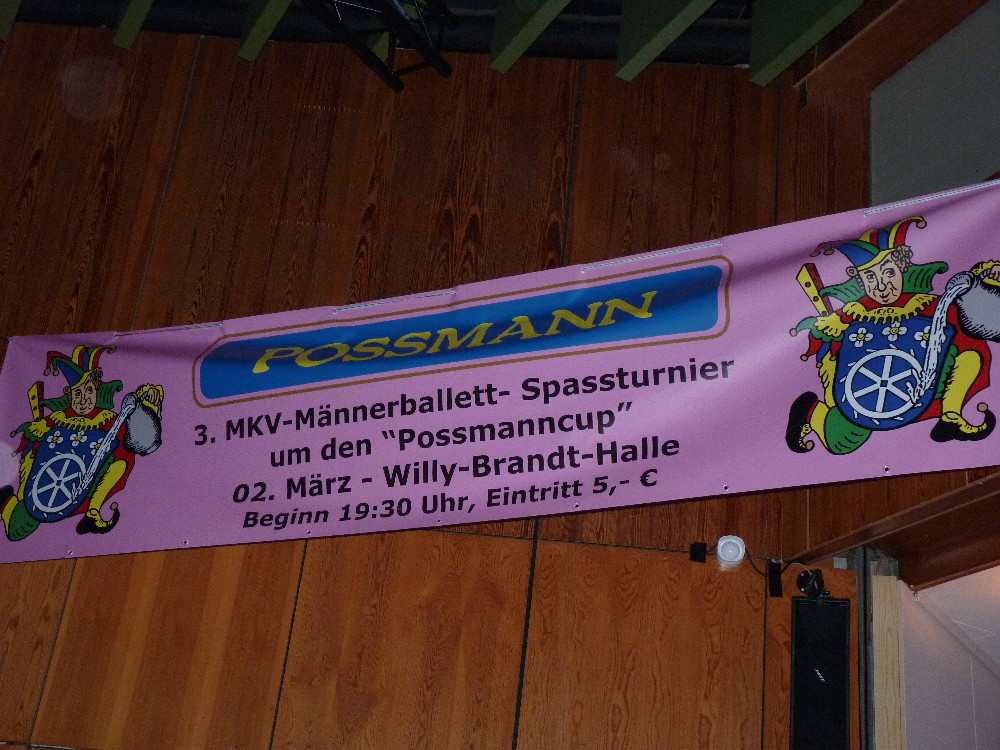 POSSMANN
3. MKV-Männerballett- Spassturnier
um den “Possmanncup”
02. März - Willy-Brandt-Halle
Beginn 19:30 Uhr, Eintritt 5,- €